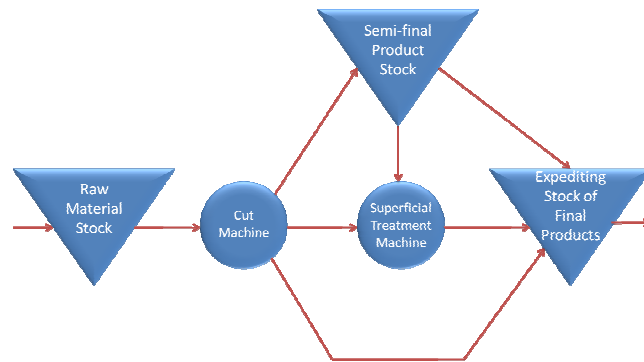 Semi-final
Product
Stock
Raw
Material
Stock
Cut
Machine
Superficial
Treatment
Machine
Expediting
Stock of
Final
Products